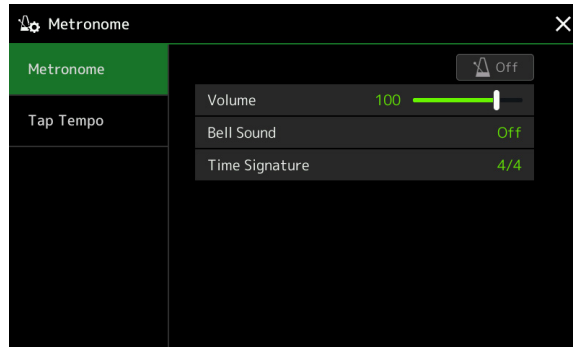 Metronome
Metronome
Off
Volume 100
Tap Tempo
Bell Sound Off
Time Signature 4/4